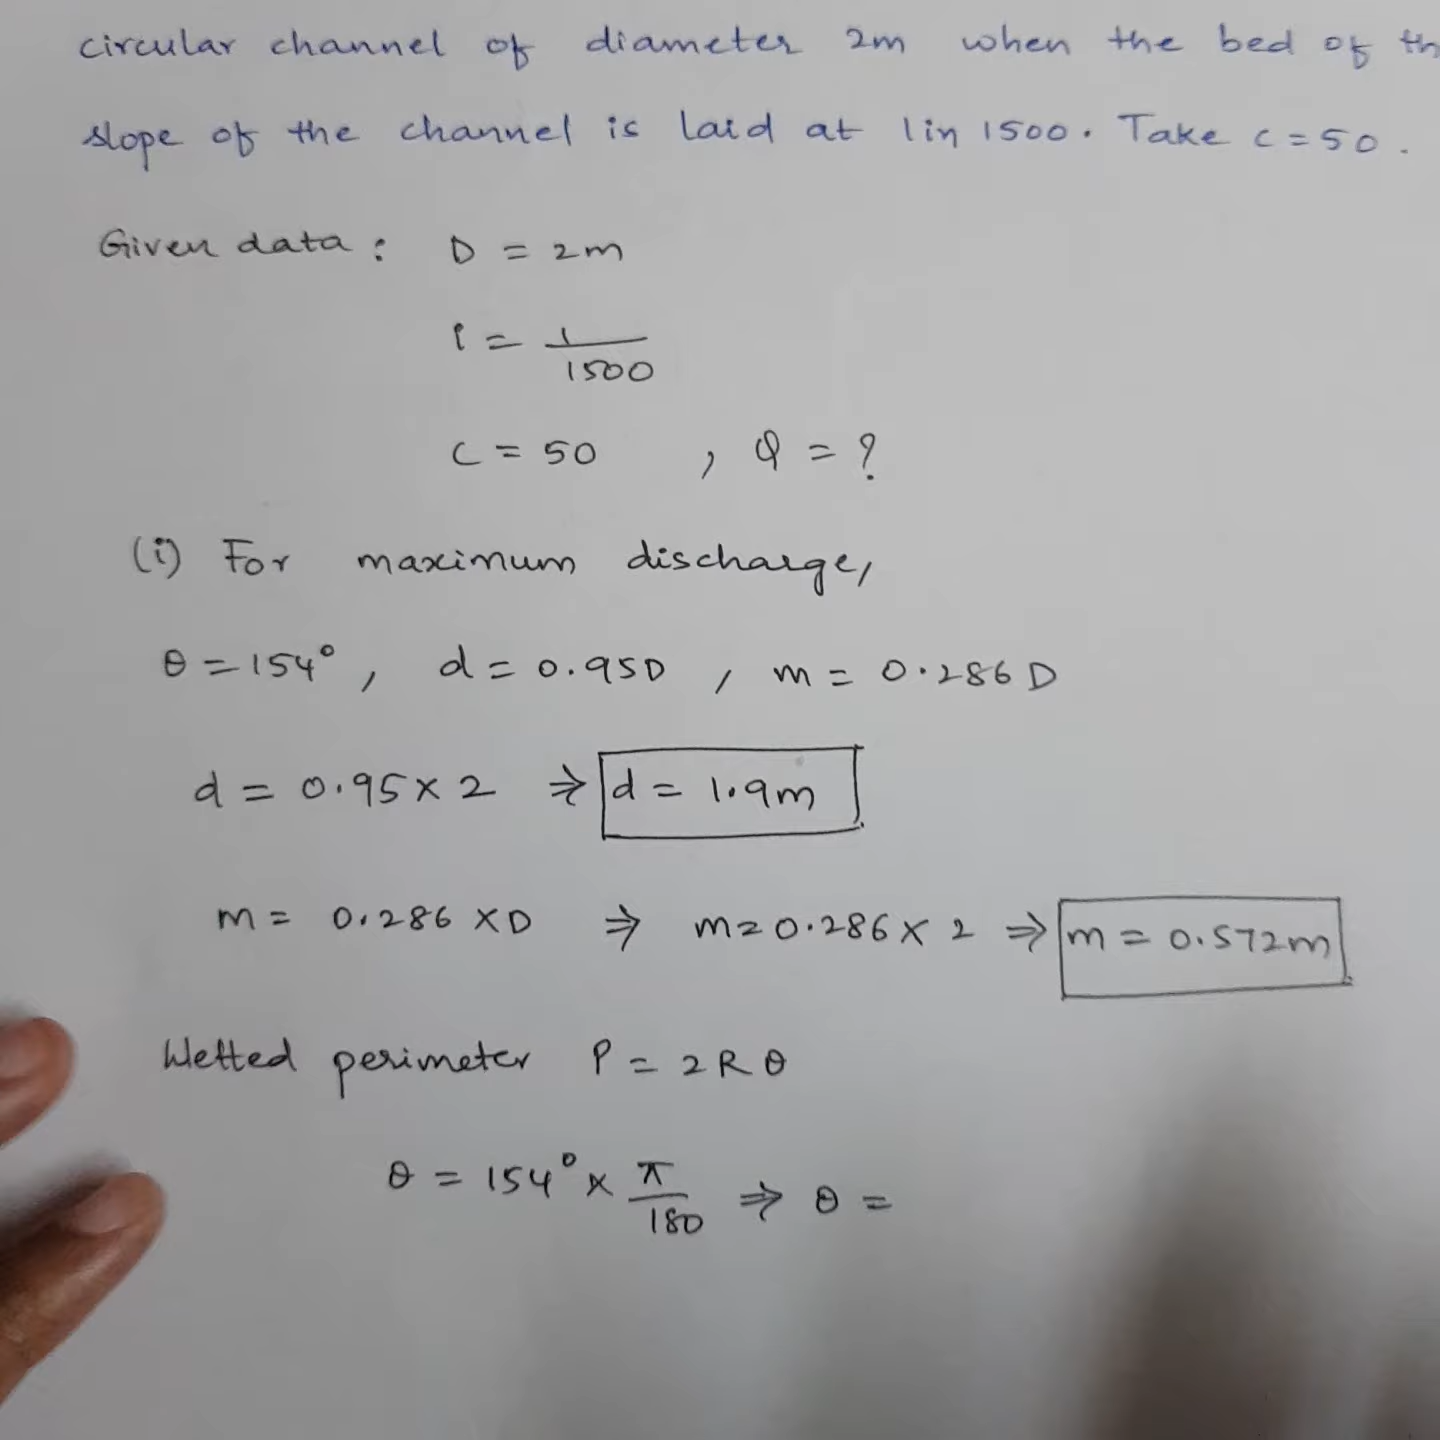 circular channel of diameter 2m when the bed of th
slope of the channel is laid at 1 in 1500. Take c = 50.
Given data : D = 2m
i = 1/1500
C = 50 , Q = ?
(i) For maximum discharge,
θ = 154° , d = 0.95D , m = 0.286 D
d = 0.95 × 2 ⇒ d = 1.9m
m = 0.286 × D ⇒ m = 0.286 × 2 ⇒ m = 0.572m
Wetted perimeter P = 2Rθ
θ = 154° × π/180 ⇒ θ =